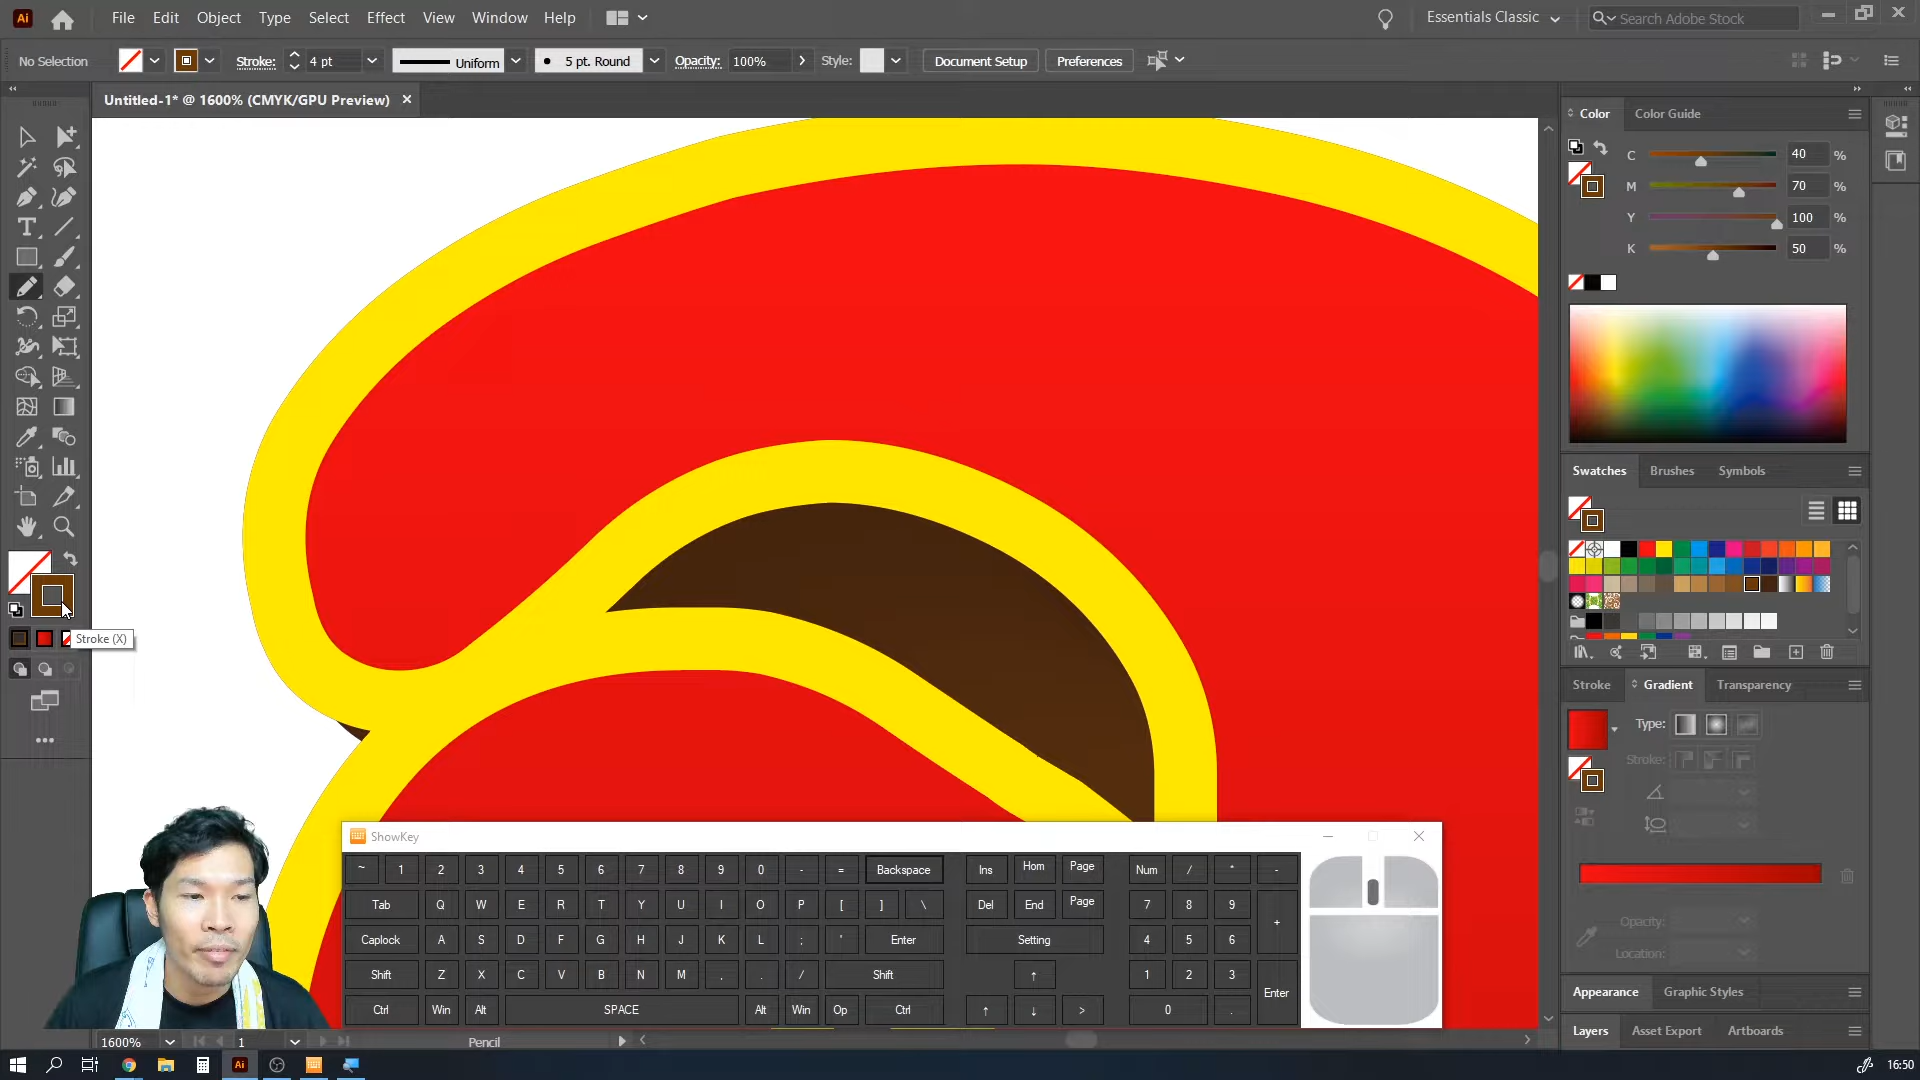 Ai File Edit Object Type Select Effect View Window Help Essentials Classic Search Adobe Stock
No Selection Stroke: 4 pt Uniform 5 pt. Round Opacity: 100% Style: Document Setup Preferences
Untitled-1* @ 1600% (CMYK/GPU Preview)
Color Color Guide
C 40 %
M 70 %
Y 100 %
K 50 %
Swatches Brushes Symbols
Stroke (X)
Stroke Gradient Transparency
Type:
Stroke:
Opacity:
Location:
Appearance Graphic Styles
Layers Asset Export Artboards
ShowKey
~ 1 2 3 4 5 6 7 8 9 0 - = Backspace Ins Hom Page Num / * -
Tab Q W E R T Y U I O P [ ] \ Del End Page 7 8 9 +
Caplock A S D F G H J K L ; ' Enter Setting 4 5 6
Shift Z X C V B N M , . / Shift ↑ 1 2 3 Enter
Ctrl Win Alt SPACE Alt Win Op Ctrl ↑ ↓ > 0 .
1600% 1 Pencil
Ai 16:50